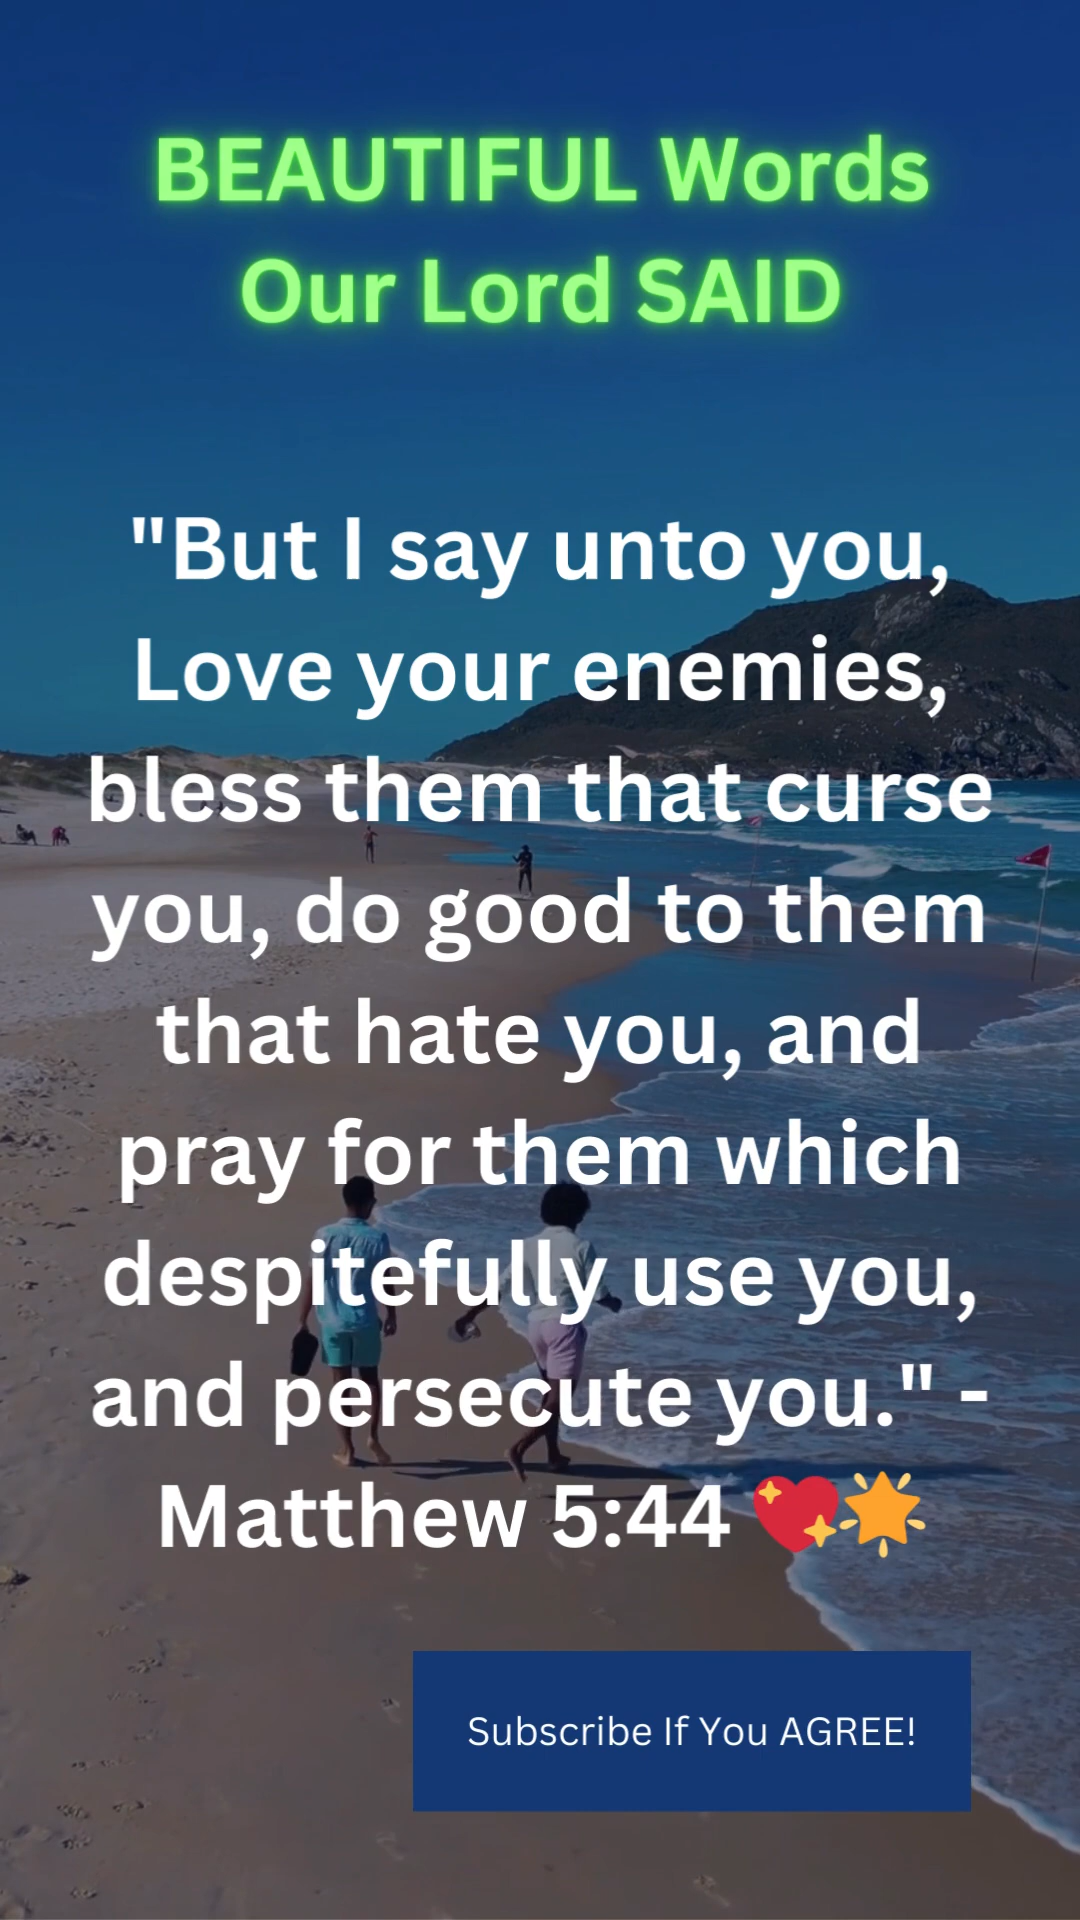 BEAUTIFUL Words
Our Lord SAID
"But I say unto you,
Love your enemies,
bless them that curse
you, do good to them
that hate you, and
pray for them which
despitefully use you,
and persecute you." -
Matthew 5:44 💖🌟
Subscribe If You AGREE!